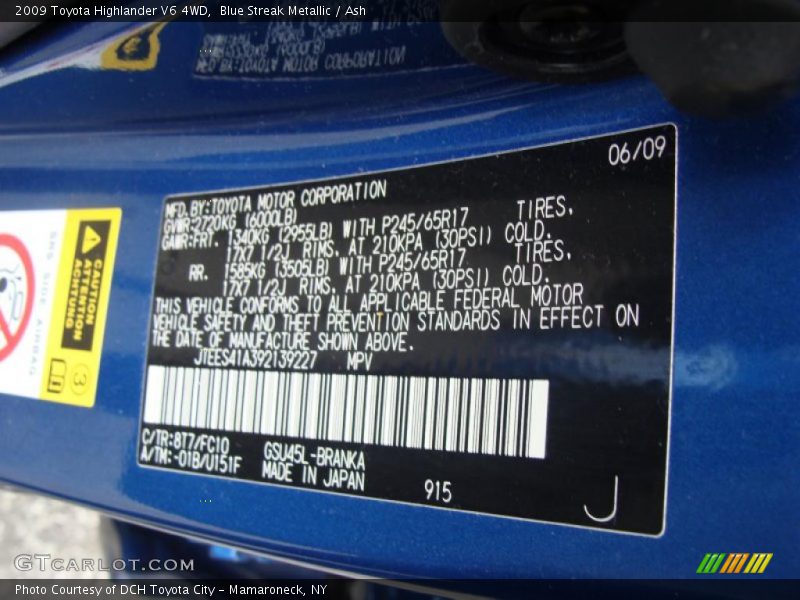 2009 Toyota Highlander V6 4WD, Blue Streak Metallic / Ash
06/09
MFD.BY:TOYOTA MOTOR CORPORATION
GVWR:2720KG (6000LB)
GAWR:FRT. 1340KG (2955LB) WITH P245/65R17 TIRES,
17X7 1/2J RIMS, AT 210KPA (30PSI) COLD.
RR. 1585KG (3505LB) WITH P245/65R17 TIRES,
17X7 1/2J RIMS, AT 210KPA (30PSI) COLD.
THIS VEHICLE CONFORMS TO ALL APPLICABLE FEDERAL MOTOR
VEHICLE SAFETY AND THEFT PREVENTION STANDARDS IN EFFECT ON
THE DATE OF MANUFACTURE SHOWN ABOVE.
JTEES41A392139227 MPV
C/TR:8T7/FC10
A/TM:-01B/U151F
GSU45L-BRANKA
MADE IN JAPAN
915
J
CAUTION
ATTENTION
ACHTUNG
3
SRS SIDE AIRBAG
GTCarlot.com
Photo Courtesy of DCH Toyota City - Mamaroneck, NY